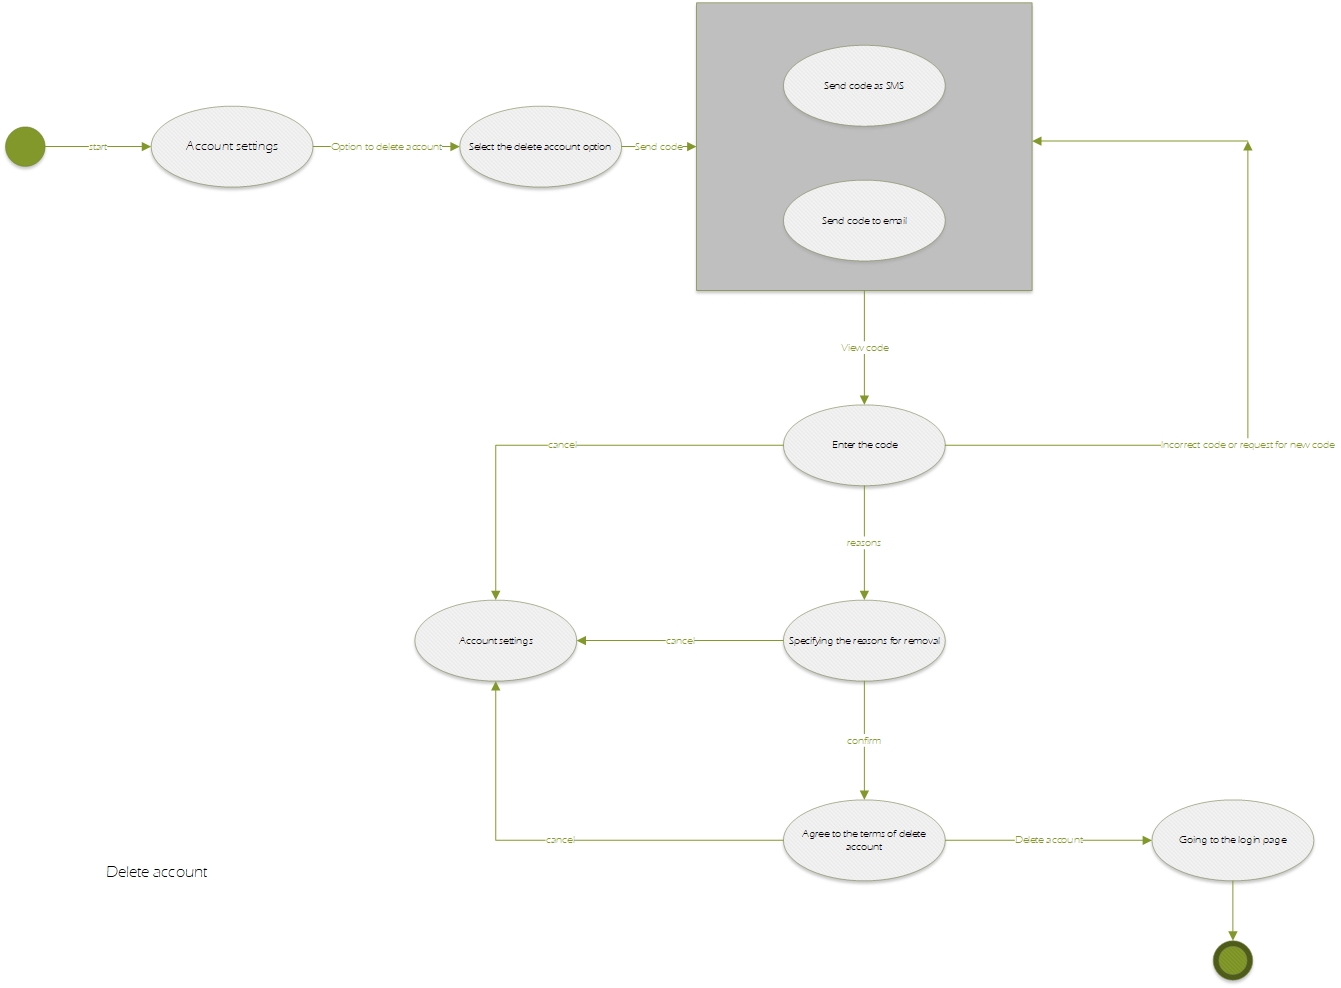 Send code as SMS
start
Account settings
Option to delete account
Select the delete account option
Send code
Send code to email
View code
cancel
Enter the code
Incorrect code or request for new code
reasons
Account settings
cancel
Specifying the reasons for removal
confirm
cancel
Agree to the terms of delete
account
Delete account
Going to the login page
Delete account